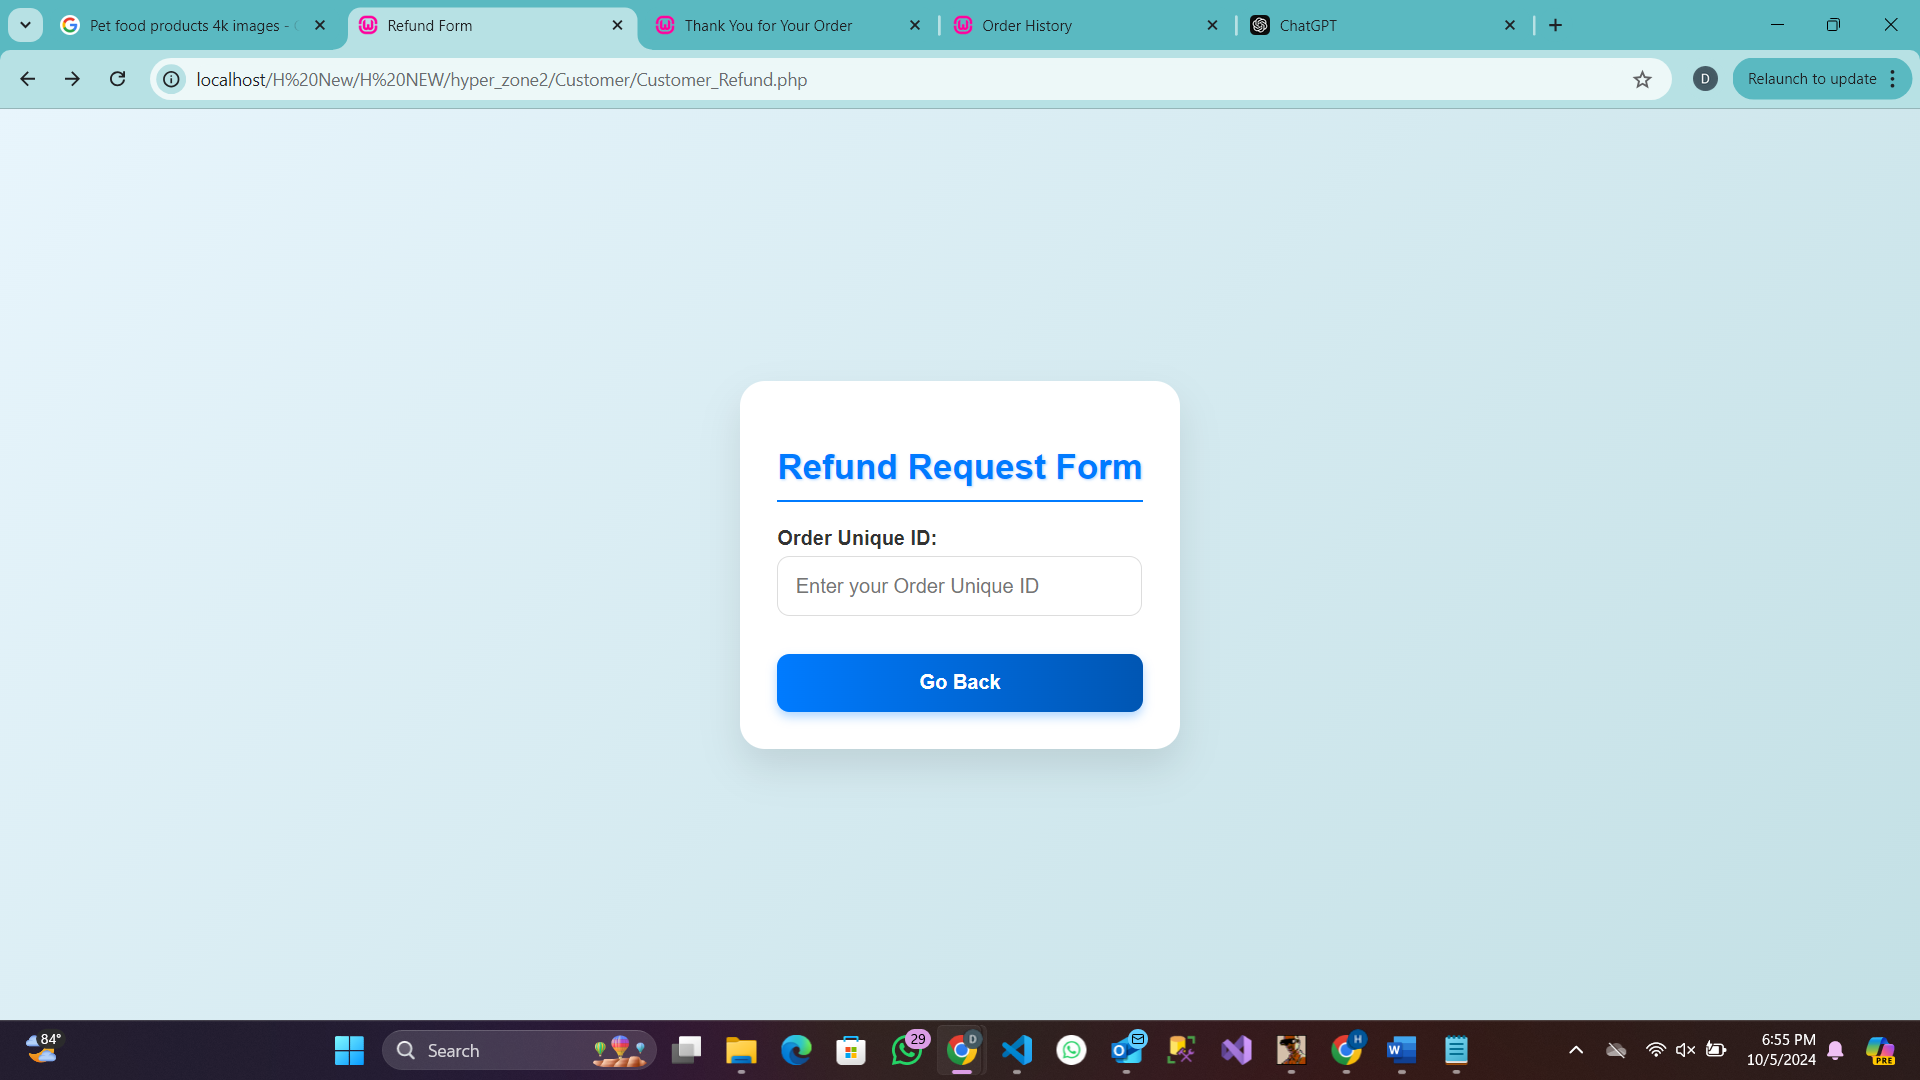 Pet food products 4k images -
Refund Form
Thank You for Your Order
Order History
ChatGPT
localhost/H%20New/H%20NEW/hyper_zone2/Customer/Customer_Refund.php
D
Relaunch to update
Refund Request Form
Order Unique ID:
Enter your Order Unique ID
Go Back
84°
Search
29
D
H
6:55 PM
10/5/2024
PRE